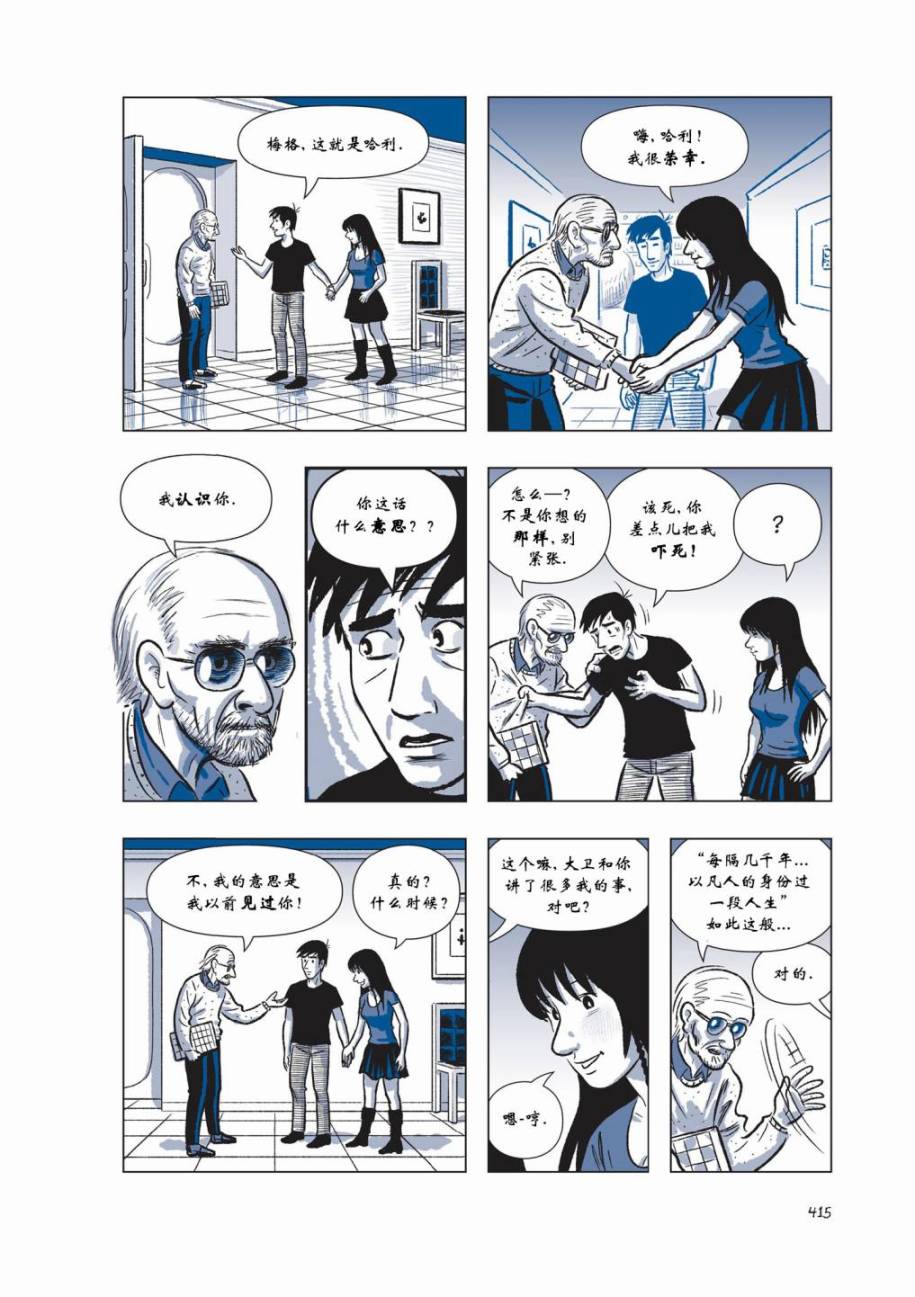 梅格,这就是哈利.
嗨,哈利!
我很荣幸.
我认识你.
你这话
什么意思??
怎么—?
不是你想的
那样,别
紧张.
该死,你
差点儿把我
吓死!
?
不,我的意思是
我以前见过你!
真的?
什么时候?
这个嘛,大卫和你
讲了很多我的事,
对吧?
嗯-哼.
“每隔几千年...
以凡人的身份过
一段人生”
如此这般...
对的.
415